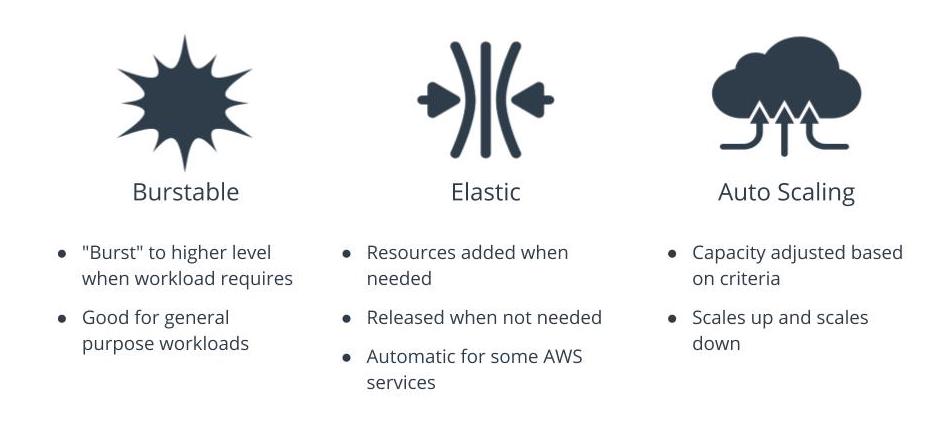 Burstable
● "Burst" to higher level
when workload requires
● Good for general
purpose workloads
Elastic
● Resources added when
needed
● Released when not needed
● Automatic for some AWS
services
Auto Scaling
● Capacity adjusted based
on criteria
● Scales up and scales
down